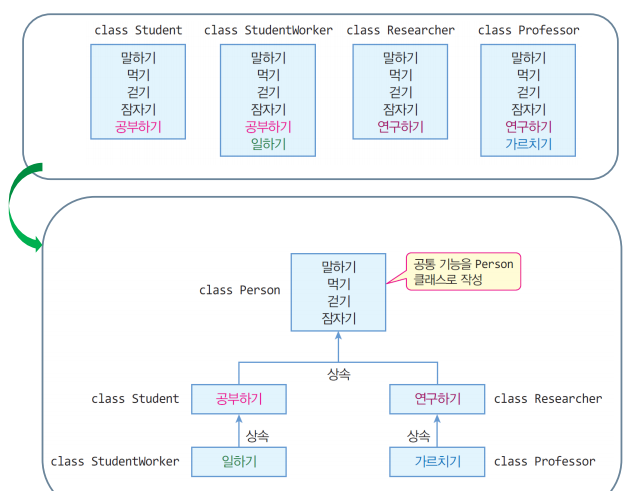 class Student
class StudentWorker
class Researcher
class Professor
말하기
먹기
걷기
잠자기
공부하기
말하기
먹기
걷기
잠자기
공부하기
일하기
말하기
먹기
걷기
잠자기
연구하기
말하기
먹기
걷기
잠자기
연구하기
가르치기
class Person
말하기
먹기
걷기
잠자기
공통 기능을 Person
클래스로 작성
상속
class Student
공부하기
연구하기
class Researcher
상속
상속
class StudentWorker
일하기
가르치기
class Professor